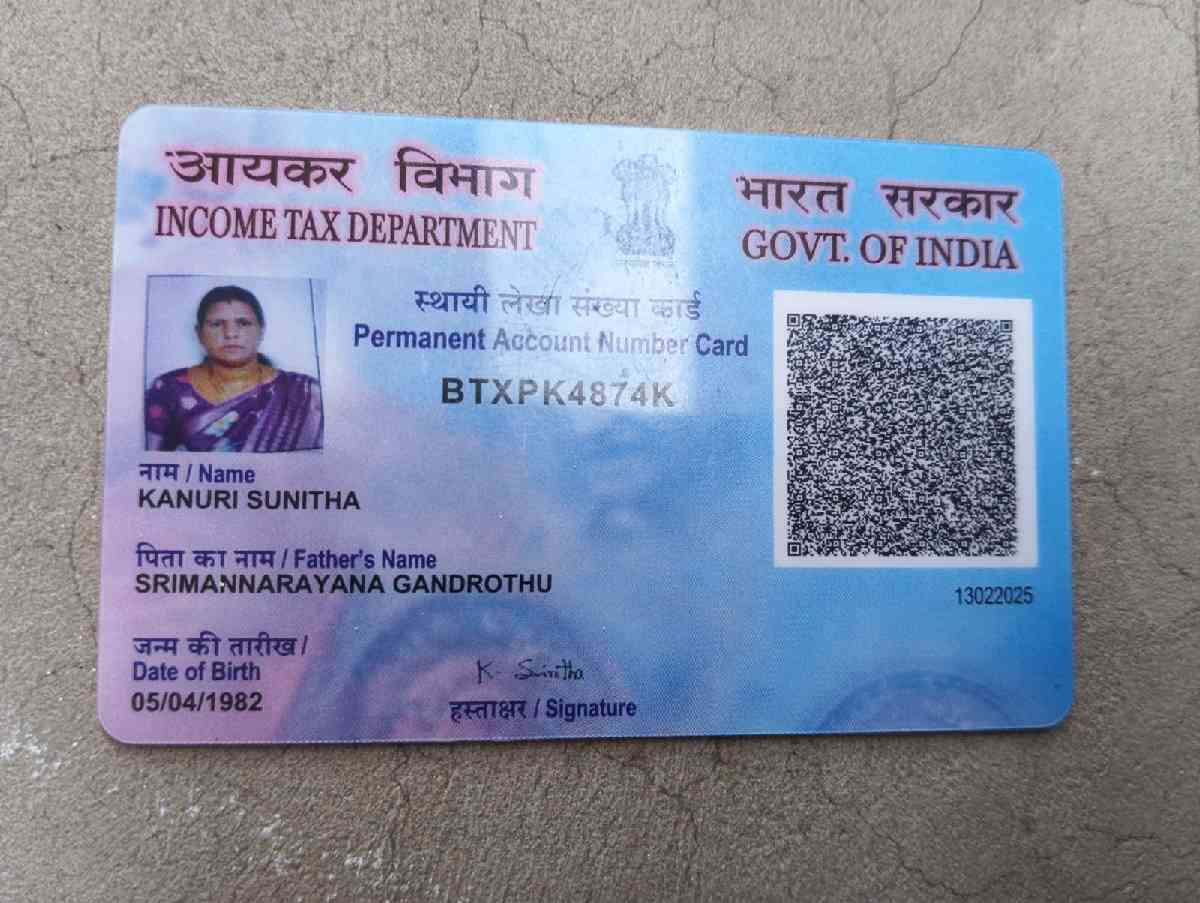 आयकर विभाग
INCOME TAX DEPARTMENT
भारत सरकार
GOVT. OF INDIA
स्थायी लेखा संख्या कार्ड
Permanent Account Number Card
BTXPK4874K
नाम / Name
KANURI SUNITHA
पिता का नाम / Father's Name
SRIMANNARAYANA GANDROTHU
13022025
जन्म की तारीख /
Date of Birth
05/04/1982
K. Sunitha
हस्ताक्षर / Signature